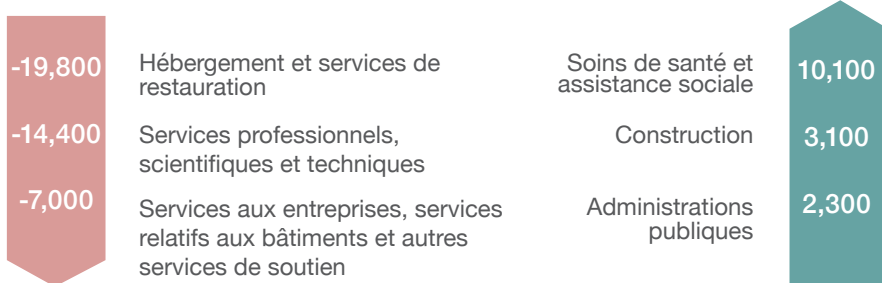 -19,800
Hébergement et services de
restauration
-14,400
Services professionnels,
scientifiques et techniques
-7,000
Services aux entreprises, services
relatifs aux bâtiments et autres
services de soutien
Soins de santé et
assistance sociale
10,100
Construction
3,100
Administrations
publiques
2,300